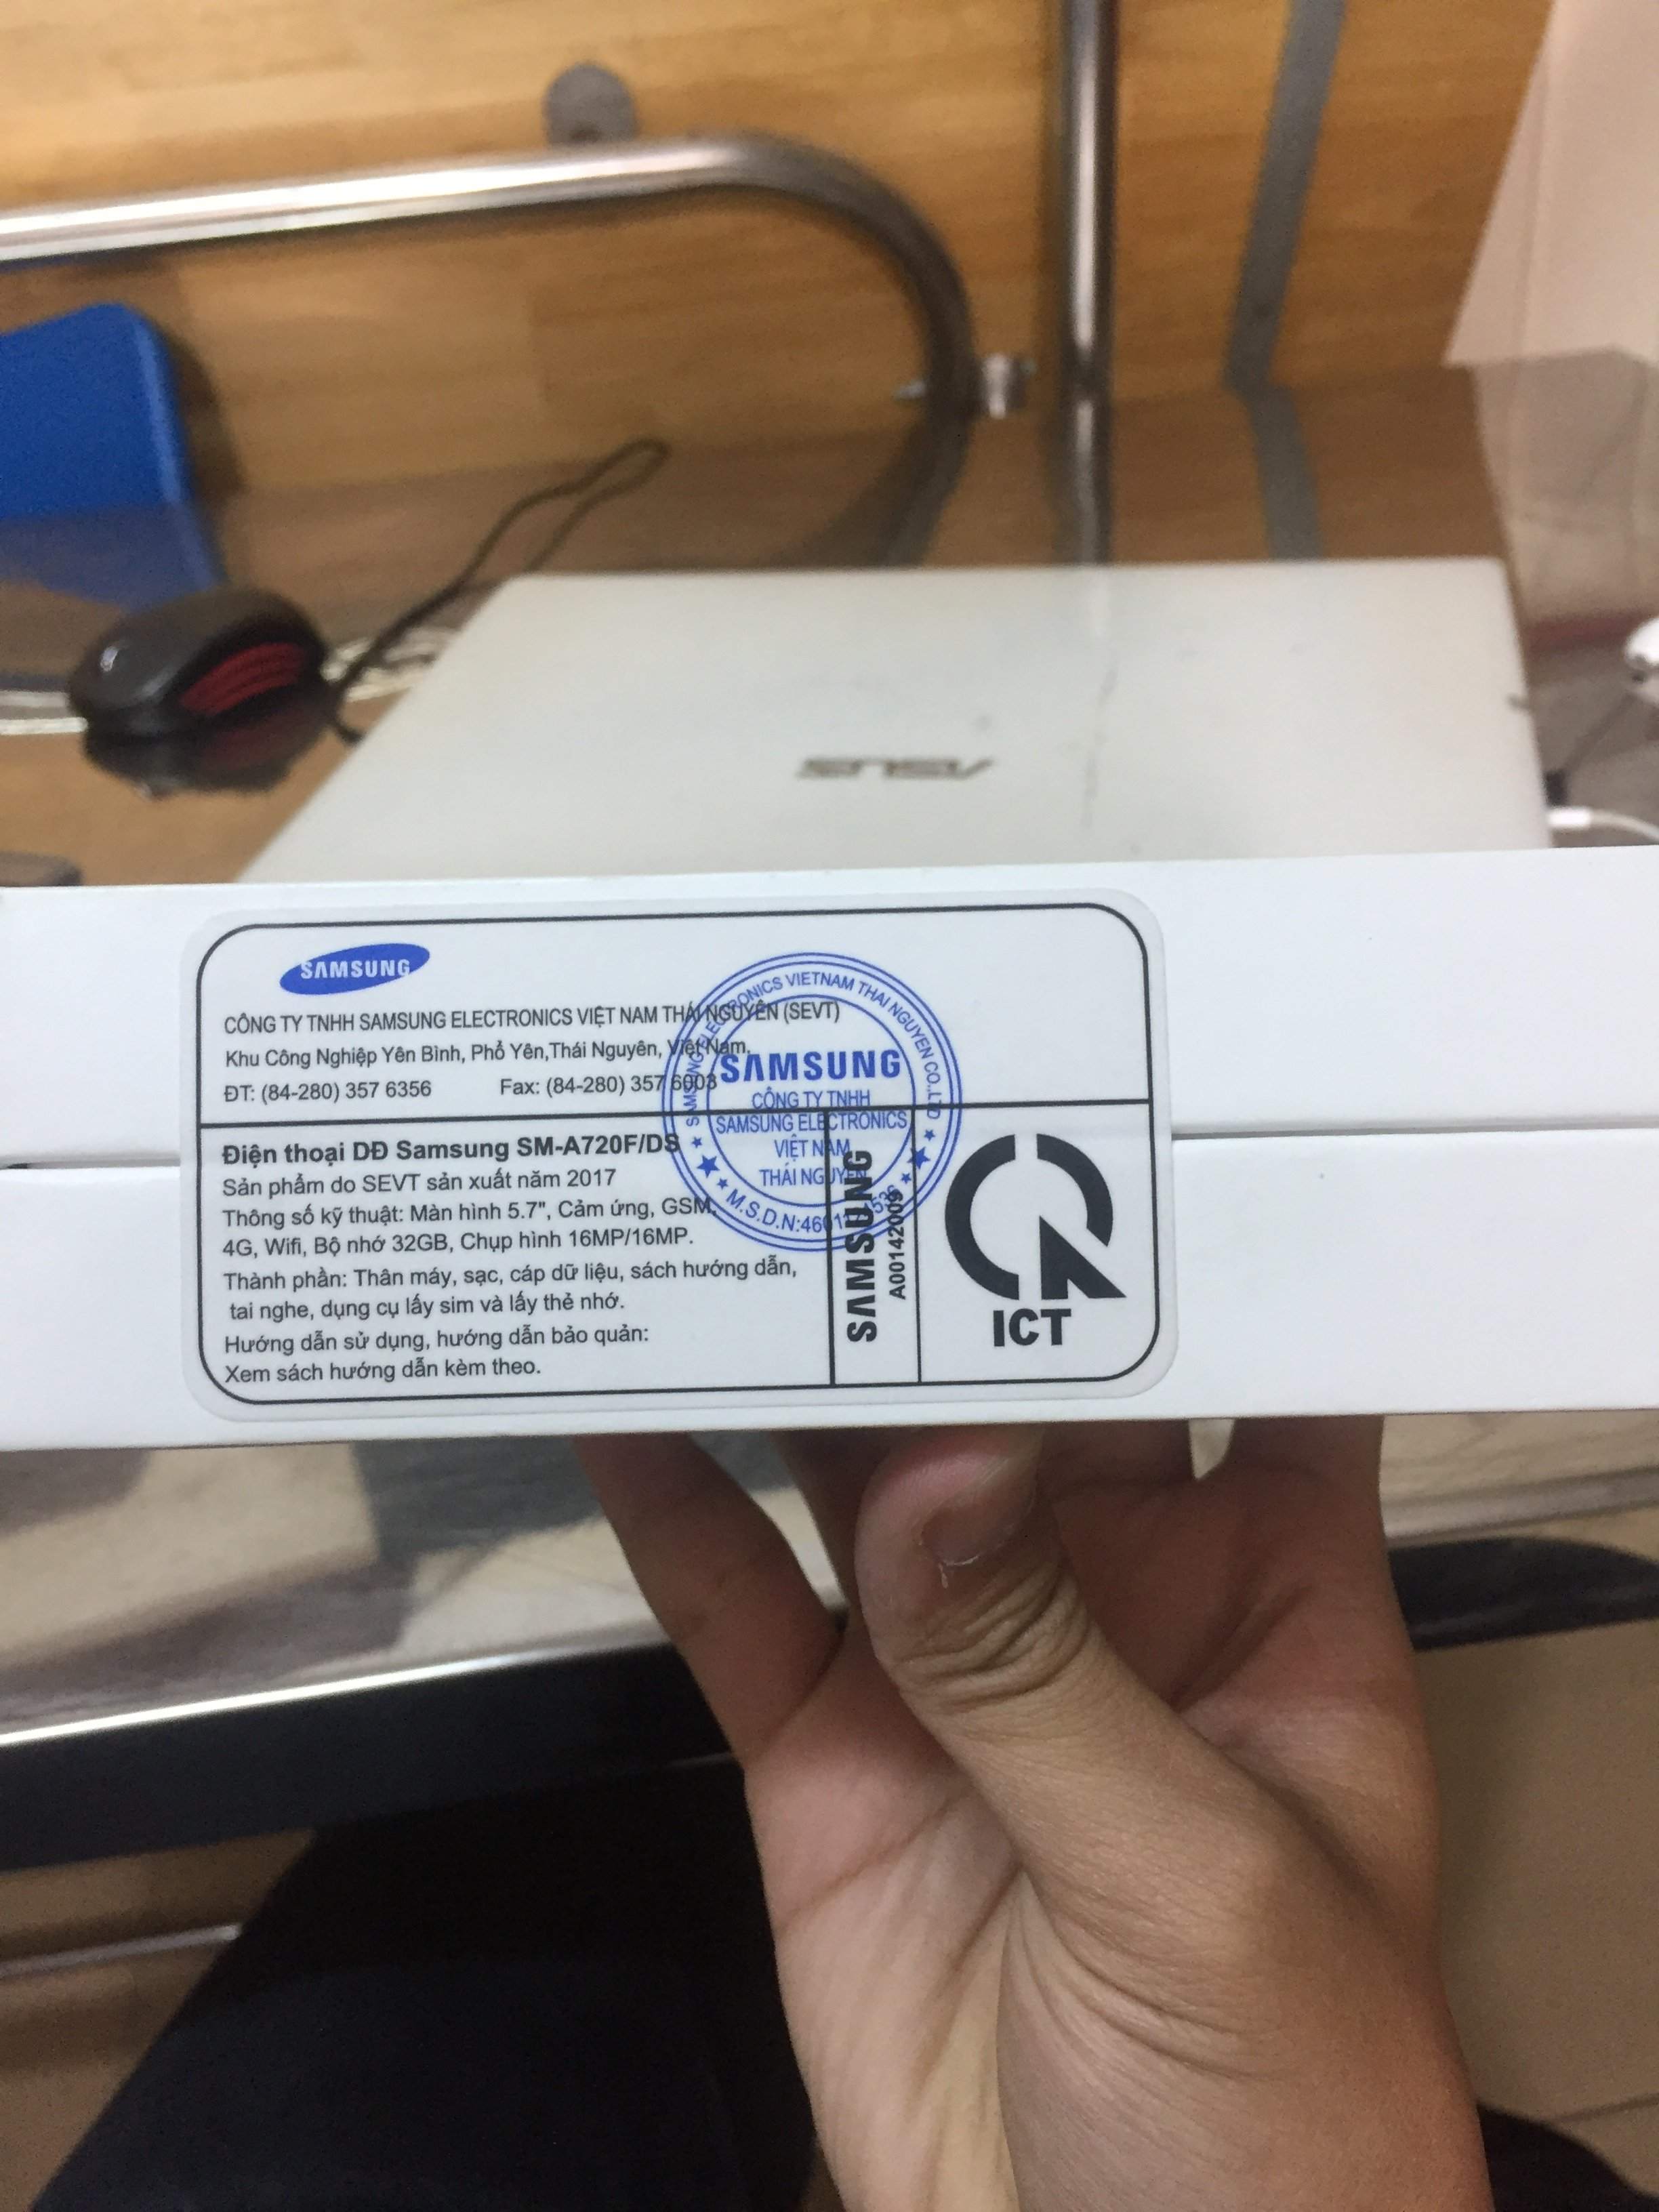 ASUS
SAMSUNG
CÔNG TY TNHH SAMSUNG ELECTRONICS VIỆT NAM THÁI NGUYÊN (SEVT)
Khu Công Nghiệp Yên Bình, Phổ Yên,Thái Nguyên, Việt Nam.
ĐT: (84-280) 357 6356 Fax: (84-280) 357 6003
SAMSUNG ELECTRONICS VIETNAM THAI NGUYEN CO.,LTD
SAMSUNG
CÔNG TY TNHH
SAMSUNG ELECTRONICS
VIỆT NAM
THÁI NGUYÊN
Điện thoại DĐ Samsung SM-A720F/DS
Sản phẩm do SEVT sản xuất năm 2017
Thông số kỹ thuật: Màn hình 5.7", Cảm ứng, GSM,
4G, Wifi, Bộ nhớ 32GB, Chụp hình 16MP/16MP.
Thành phần: Thân máy, sạc, cáp dữ liệu, sách hướng dẫn,
tai nghe, dụng cụ lấy sim và lấy thẻ nhớ.
Hướng dẫn sử dụng, hướng dẫn bảo quản:
Xem sách hướng dẫn kèm theo.
SAMSUNG
A00142009
ICT